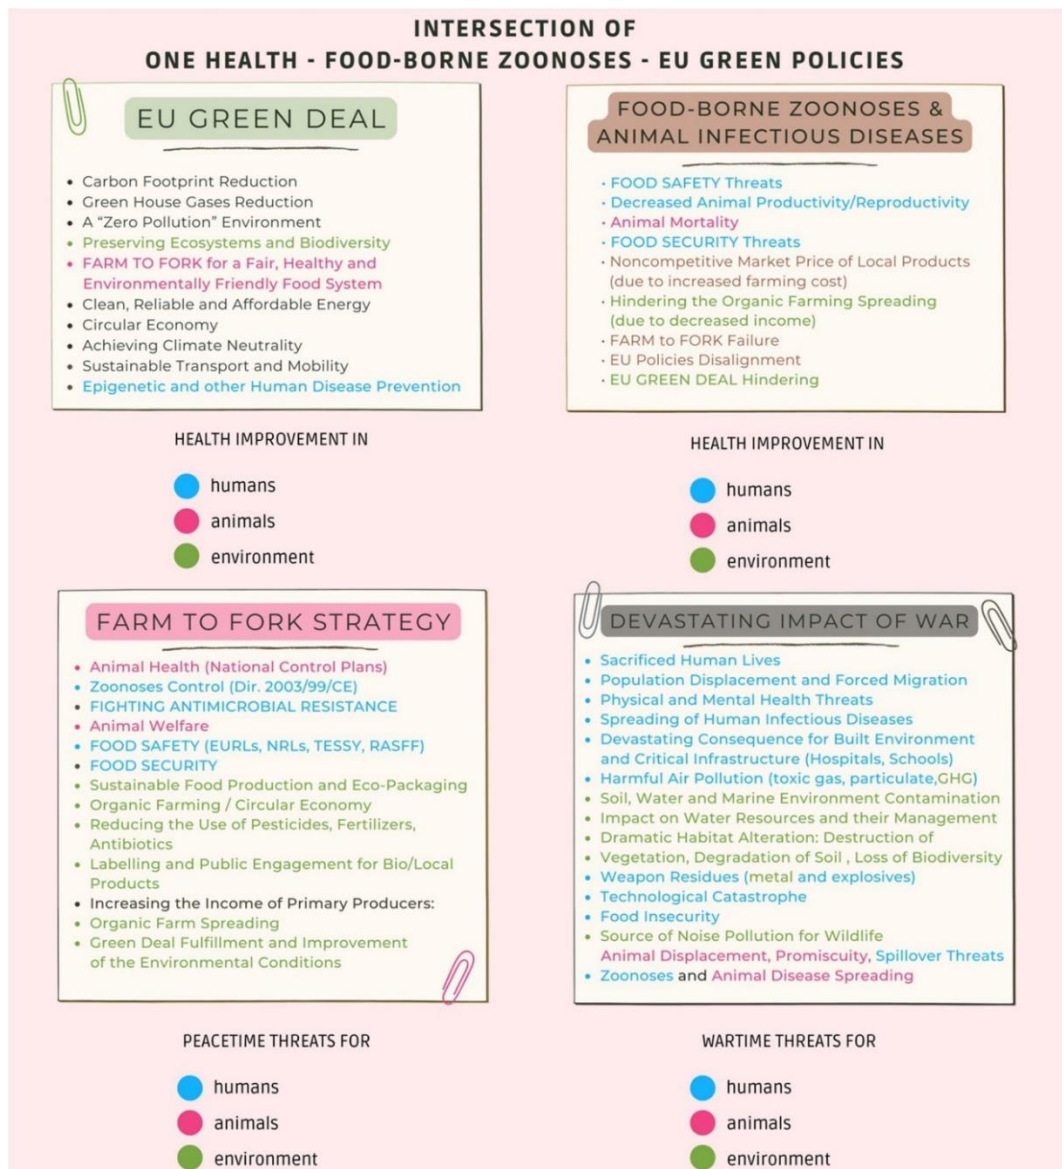 INTERSECTION OF
ONE HEALTH - FOOD-BORNE ZOONOSES - EU GREEN POLICIES
EU GREEN DEAL
• Carbon Footprint Reduction
• Green House Gases Reduction
• A “Zero Pollution” Environment
• Preserving Ecosystems and Biodiversity
• FARM TO FORK for a Fair, Healthy and
Environmentally Friendly Food System
• Clean, Reliable and Affordable Energy
• Circular Economy
• Achieving Climate Neutrality
• Sustainable Transport and Mobility
• Epigenetic and other Human Disease Prevention
HEALTH IMPROVEMENT IN
humans
animals
environment
FOOD-BORNE ZOONOSES &
ANIMAL INFECTIOUS DISEASES
• FOOD SAFETY Threats
• Decreased Animal Productivity/Reproductivity
• Animal Mortality
• FOOD SECURITY Threats
• Noncompetitive Market Price of Local Products
(due to increased farming cost)
• Hindering the Organic Farming Spreading
(due to decreased income)
• FARM to FORK Failure
• EU Policies Disalignment
• EU GREEN DEAL Hindering
HEALTH IMPROVEMENT IN
humans
animals
environment
FARM TO FORK STRATEGY
• Animal Health (National Control Plans)
• Zoonoses Control (Dir. 2003/99/CE)
• FIGHTING ANTIMICROBIAL RESISTANCE
• Animal Welfare
• FOOD SAFETY (EURLs, NRLs, TESSY, RASFF)
• FOOD SECURITY
• Sustainable Food Production and Eco-Packaging
• Organic Farming / Circular Economy
• Reducing the Use of Pesticides, Fertilizers,
Antibiotics
• Labelling and Public Engagement for Bio/Local
Products
• Increasing the Income of Primary Producers:
• Organic Farm Spreading
• Green Deal Fulfillment and Improvement
of the Environmental Conditions
PEACETIME THREATS FOR
humans
animals
environment
DEVASTATING IMPACT OF WAR
• Sacrificed Human Lives
• Population Displacement and Forced Migration
• Physical and Mental Health Threats
• Spreading of Human Infectious Diseases
• Devastating Consequence for Built Environment
and Critical Infrastructure (Hospitals, Schools)
• Harmful Air Pollution (toxic gas, particulate,GHG)
• Soil, Water and Marine Environment Contamination
• Impact on Water Resources and their Management
• Dramatic Habitat Alteration: Destruction of
• Vegetation, Degradation of Soil , Loss of Biodiversity
• Weapon Residues (metal and explosives)
• Technological Catastrophe
• Food Insecurity
• Source of Noise Pollution for Wildlife
Animal Displacement, Promiscuity, Spillover Threats
• Zoonoses and Animal Disease Spreading
WARTIME THREATS FOR
humans
animals
environment